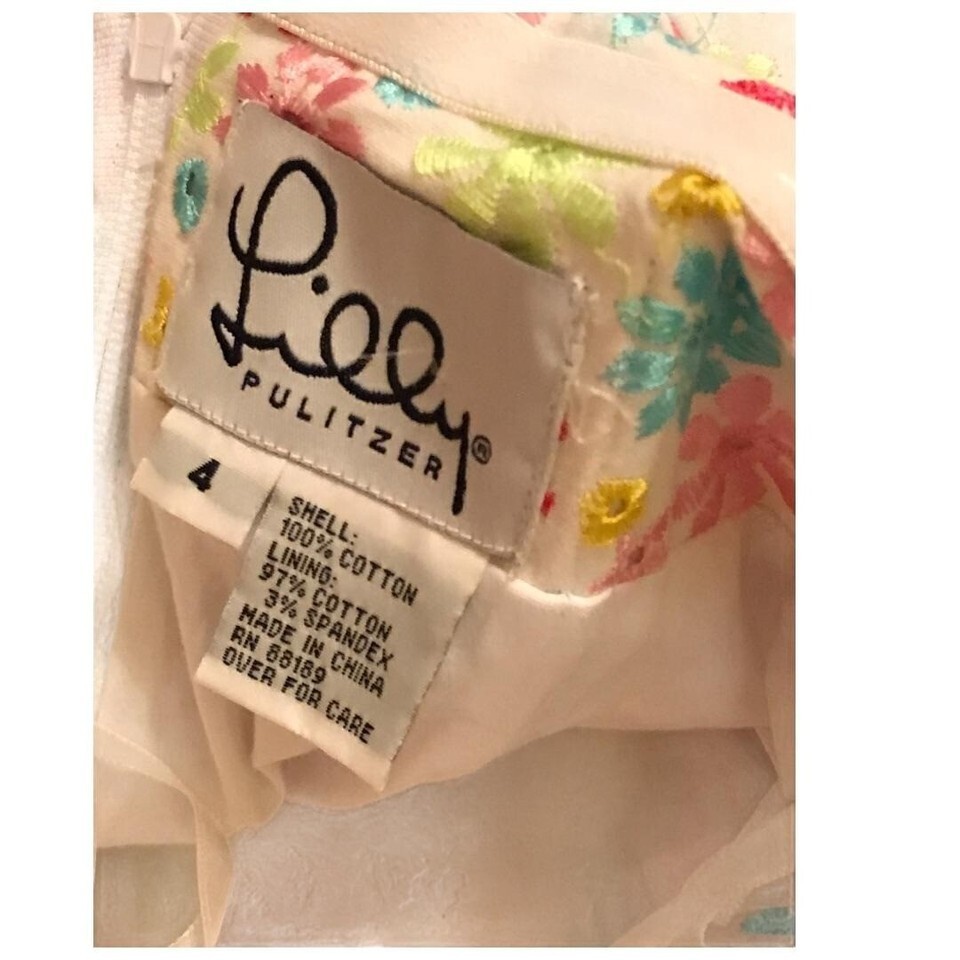 Lilly
PULITZER®
4
SHELL:
100% COTTON
LINING:
97% COTTON
3% SPANDEX
MADE IN CHINA
RN 88189
OVER FOR CARE